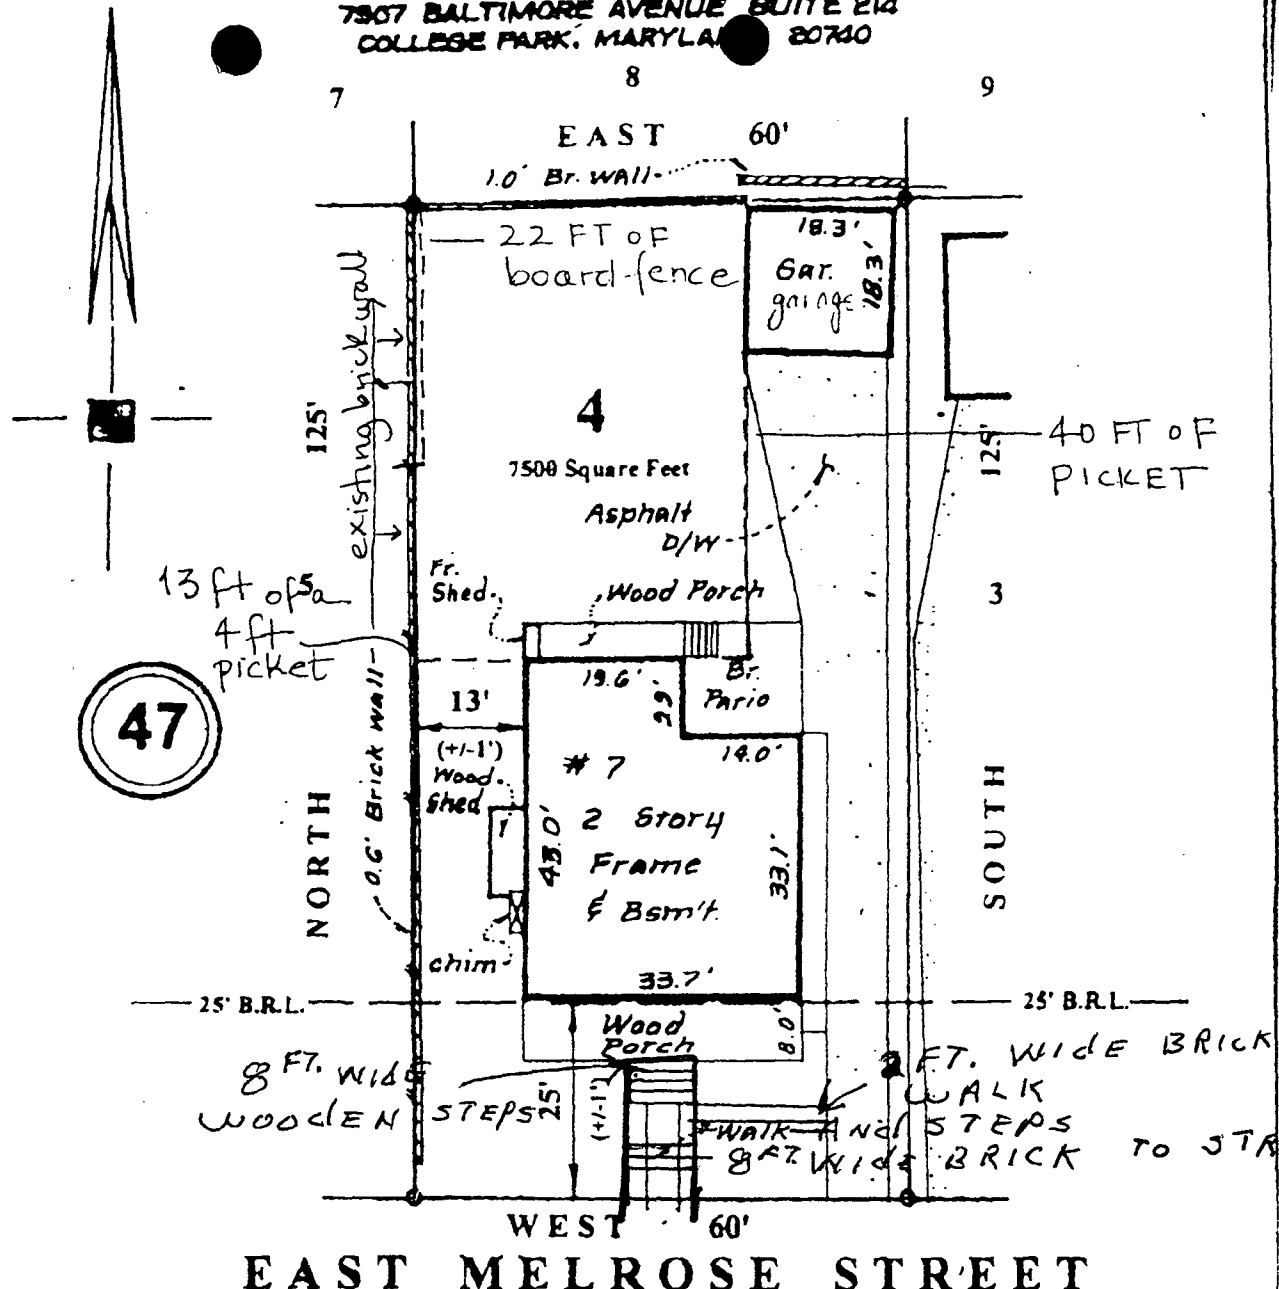 7307 BALTIMORE AVENUE SUITE 214
COLLEGE PARK, MARYLAND 20740
7
8
9
EAST 60'
1.0' Br. WALL
22 FT OF
board fence
18.3'
18.3'
Gar.
garage
existing brick wall
125'
4
7500 Square Feet
Asphalt
D/W
125'
40 FT OF
PICKET
13 ft of 5a
4 ft
picket
Fr.
Shed
Wood Porch
3
19.6'
9.9
Br.
Patio
47
13'
(+/-1')
Wood
Shed
14.0'
# 7
2 Story
Frame
& Bsm't.
43.0'
33.1'
0.6' Brick wall
NORTH
SOUTH
chim
33.7'
25' B.R.L.
25' B.R.L.
Wood
Porch
8.0'
8 FT. WIDE
WOODEN STEPS
25'
(+/-1')
2 FT. WIDE BRICK
WALK
WALK AND STEPS
8 FT. WIDE BRICK TO STR
WEST 60'
EAST MELROSE STREET